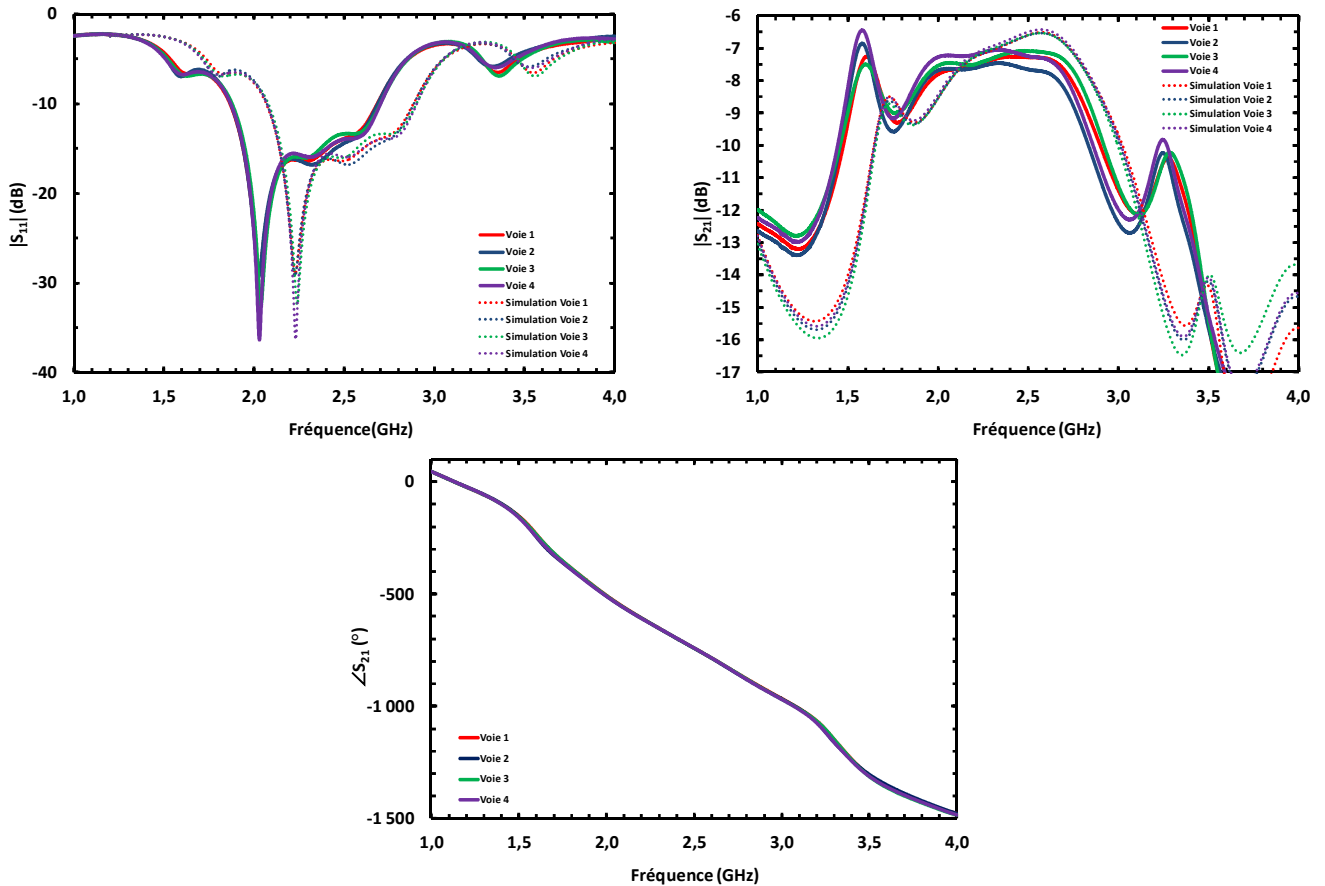 0
-10
-20
-30
-40
|S11| (dB)
1,0 1,5 2,0 2,5 3,0 3,5 4,0
Fréquence(GHz)
Voie 1
Voie 2
Voie 3
Voie 4
Simulation Voie 1
Simulation Voie 2
Simulation Voie 3
Simulation Voie 4
-6
-7
-8
-9
-10
-11
-12
-13
-14
-15
-16
-17
|S21| (dB)
1,0 1,5 2,0 2,5 3,0 3,5 4,0
Fréquence (GHz)
Voie 1
Voie 2
Voie 3
Voie 4
Simulation Voie 1
Simulation Voie 2
Simulation Voie 3
Simulation Voie 4
0
-500
-1 000
-1 500
∠S21 (°)
Voie 1
Voie 2
Voie 3
Voie 4
1,0 1,5 2,0 2,5 3,0 3,5 4,0
Fréquence (GHz)